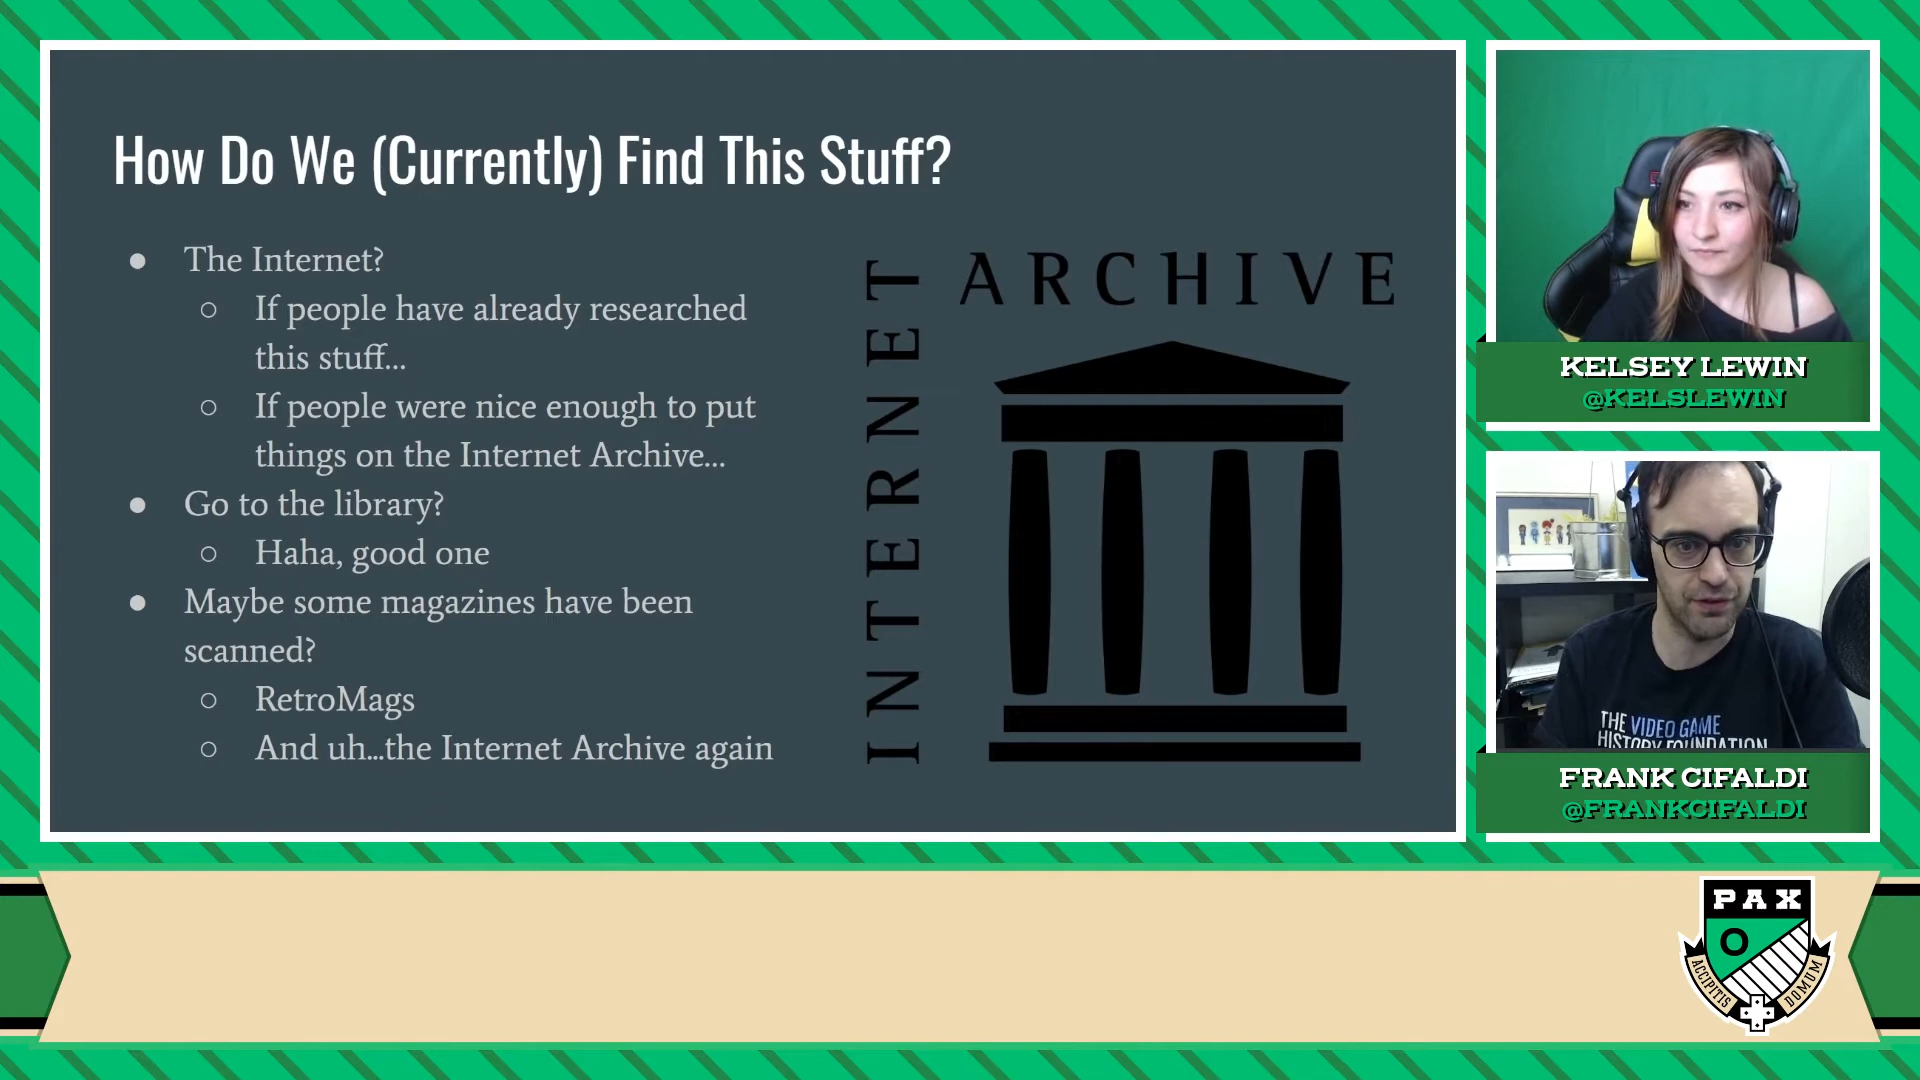 How Do We (Currently) Find This Stuff?
● The Internet?
○ If people have already researched
this stuff...
○ If people were nice enough to put
things on the Internet Archive...
● Go to the library?
○ Haha, good one
● Maybe some magazines have been
scanned?
○ RetroMags
○ And uh...the Internet Archive again
INTERNET
ARCHIVE
KELSEY LEWIN
@KELSLEWIN
THE VIDEO GAME
HISTORY FOUNDATION
FRANK CIFALDI
@FRANKCIFALDI
PAX
O
ACCIPITIS
DOMUM